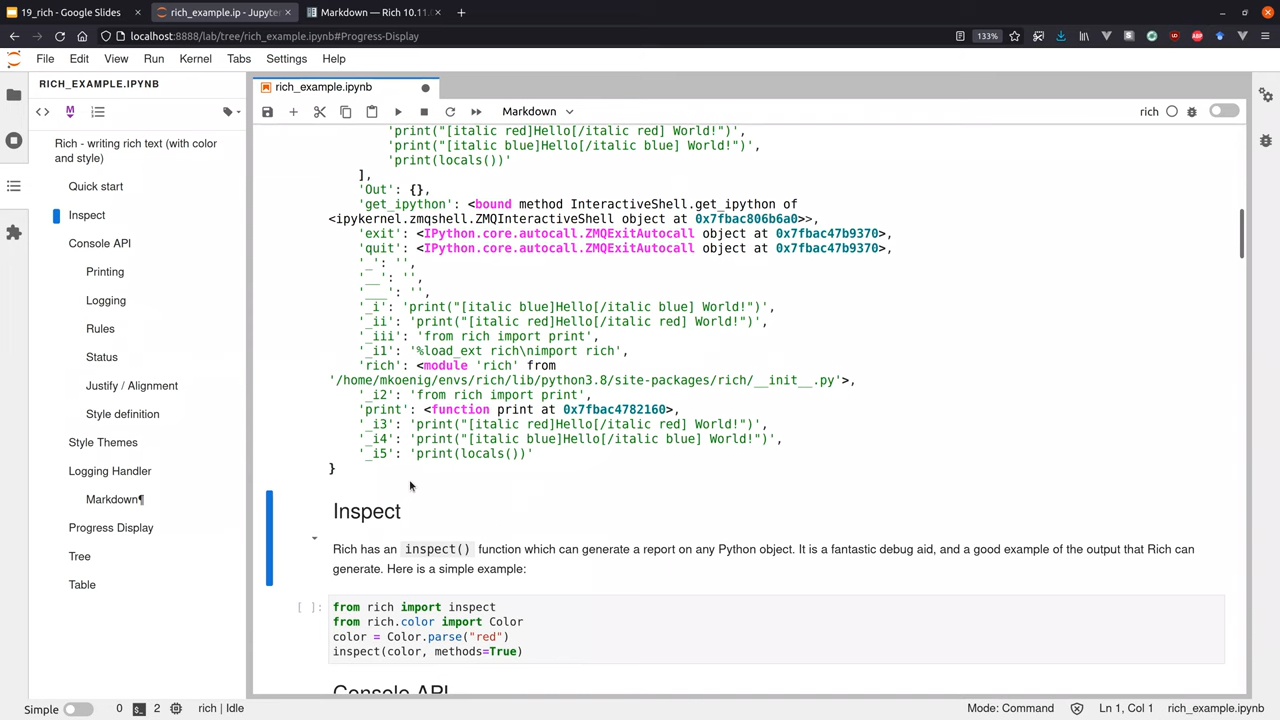 19_rich - Google Slides
rich_example.ip - Jupyter
Markdown — Rich 10.11.0
localhost:8888/lab/tree/rich_example.ipynb#Progress-Display
133%
File Edit View Run Kernel Tabs Settings Help
RICH_EXAMPLE.IPYNB
rich_example.ipynb
Markdown
rich
Rich - writing rich text (with color
and style)
Quick start
Inspect
Console API
Printing
Logging
Rules
Status
Justify / Alignment
Style definition
Style Themes
Logging Handler
Markdown¶
Progress Display
Tree
Table
'print("[italic red]Hello[/italic red] World!")',
'print("[italic blue]Hello[/italic blue] World!")',
'print(locals())'
],
'Out': {},
'get_ipython': <bound method InteractiveShell.get_ipython of
<ipykernel.zmqshell.ZMQInteractiveShell object at 0x7fbac806b6a0>>,
'exit': <IPython.core.autocall.ZMQExitAutocall object at 0x7fbac47b9370>,
'quit': <IPython.core.autocall.ZMQExitAutocall object at 0x7fbac47b9370>,
'_': '',
'__': '',
'___': '',
'_i': 'print("[italic blue]Hello[/italic blue] World!")',
'_ii': 'print("[italic red]Hello[/italic red] World!")',
'_iii': 'from rich import print',
'_i1': '%load_ext rich\nimport rich',
'rich': <module 'rich' from
'/home/mkoenig/envs/rich/lib/python3.8/site-packages/rich/__init__.py'>,
'_i2': 'from rich import print',
'print': <function print at 0x7fbac4782160>,
'_i3': 'print("[italic red]Hello[/italic red] World!")',
'_i4': 'print("[italic blue]Hello[/italic blue] World!")',
'_i5': 'print(locals())'
}
Inspect
Rich has an inspect() function which can generate a report on any Python object. It is a fantastic debug aid, and a good example of the output that Rich can
generate. Here is a simple example:
[ ]:
from rich import inspect
from rich.color import Color
color = Color.parse("red")
inspect(color, methods=True)
Console API
Simple 0 2 rich | Idle Mode: Command Ln 1, Col 1 rich_example.ipynb